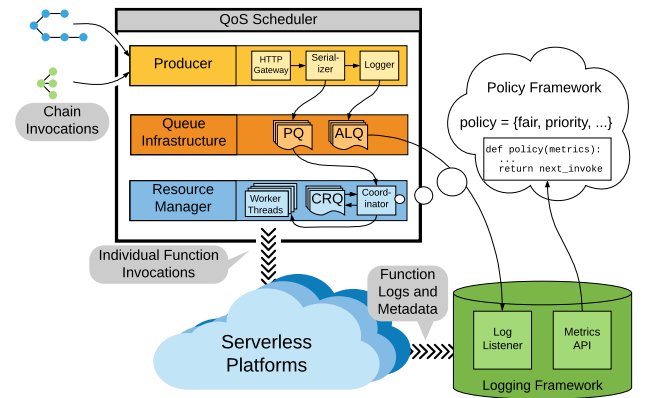 QoS Scheduler
Producer
HTTP
Gateway
Serial-
izer
Logger
Chain
Invocations
Queue
Infrastructure
PQ
ALQ
Resource
Manager
Worker
Threads
CRQ
Coord-
inator
Policy Framework
policy = {fair, priority, ...}
def policy(metrics):
...
return next_invoke
Individual Function
Invocations
Function
Logs and
Metadata
Serverless
Platforms
Log
Listener
Metrics
API
Logging Framework